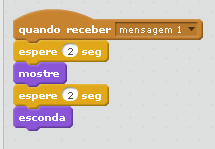 quando receber mensagem 1
espere 2 seg
mostre
espere 2 seg
esconda